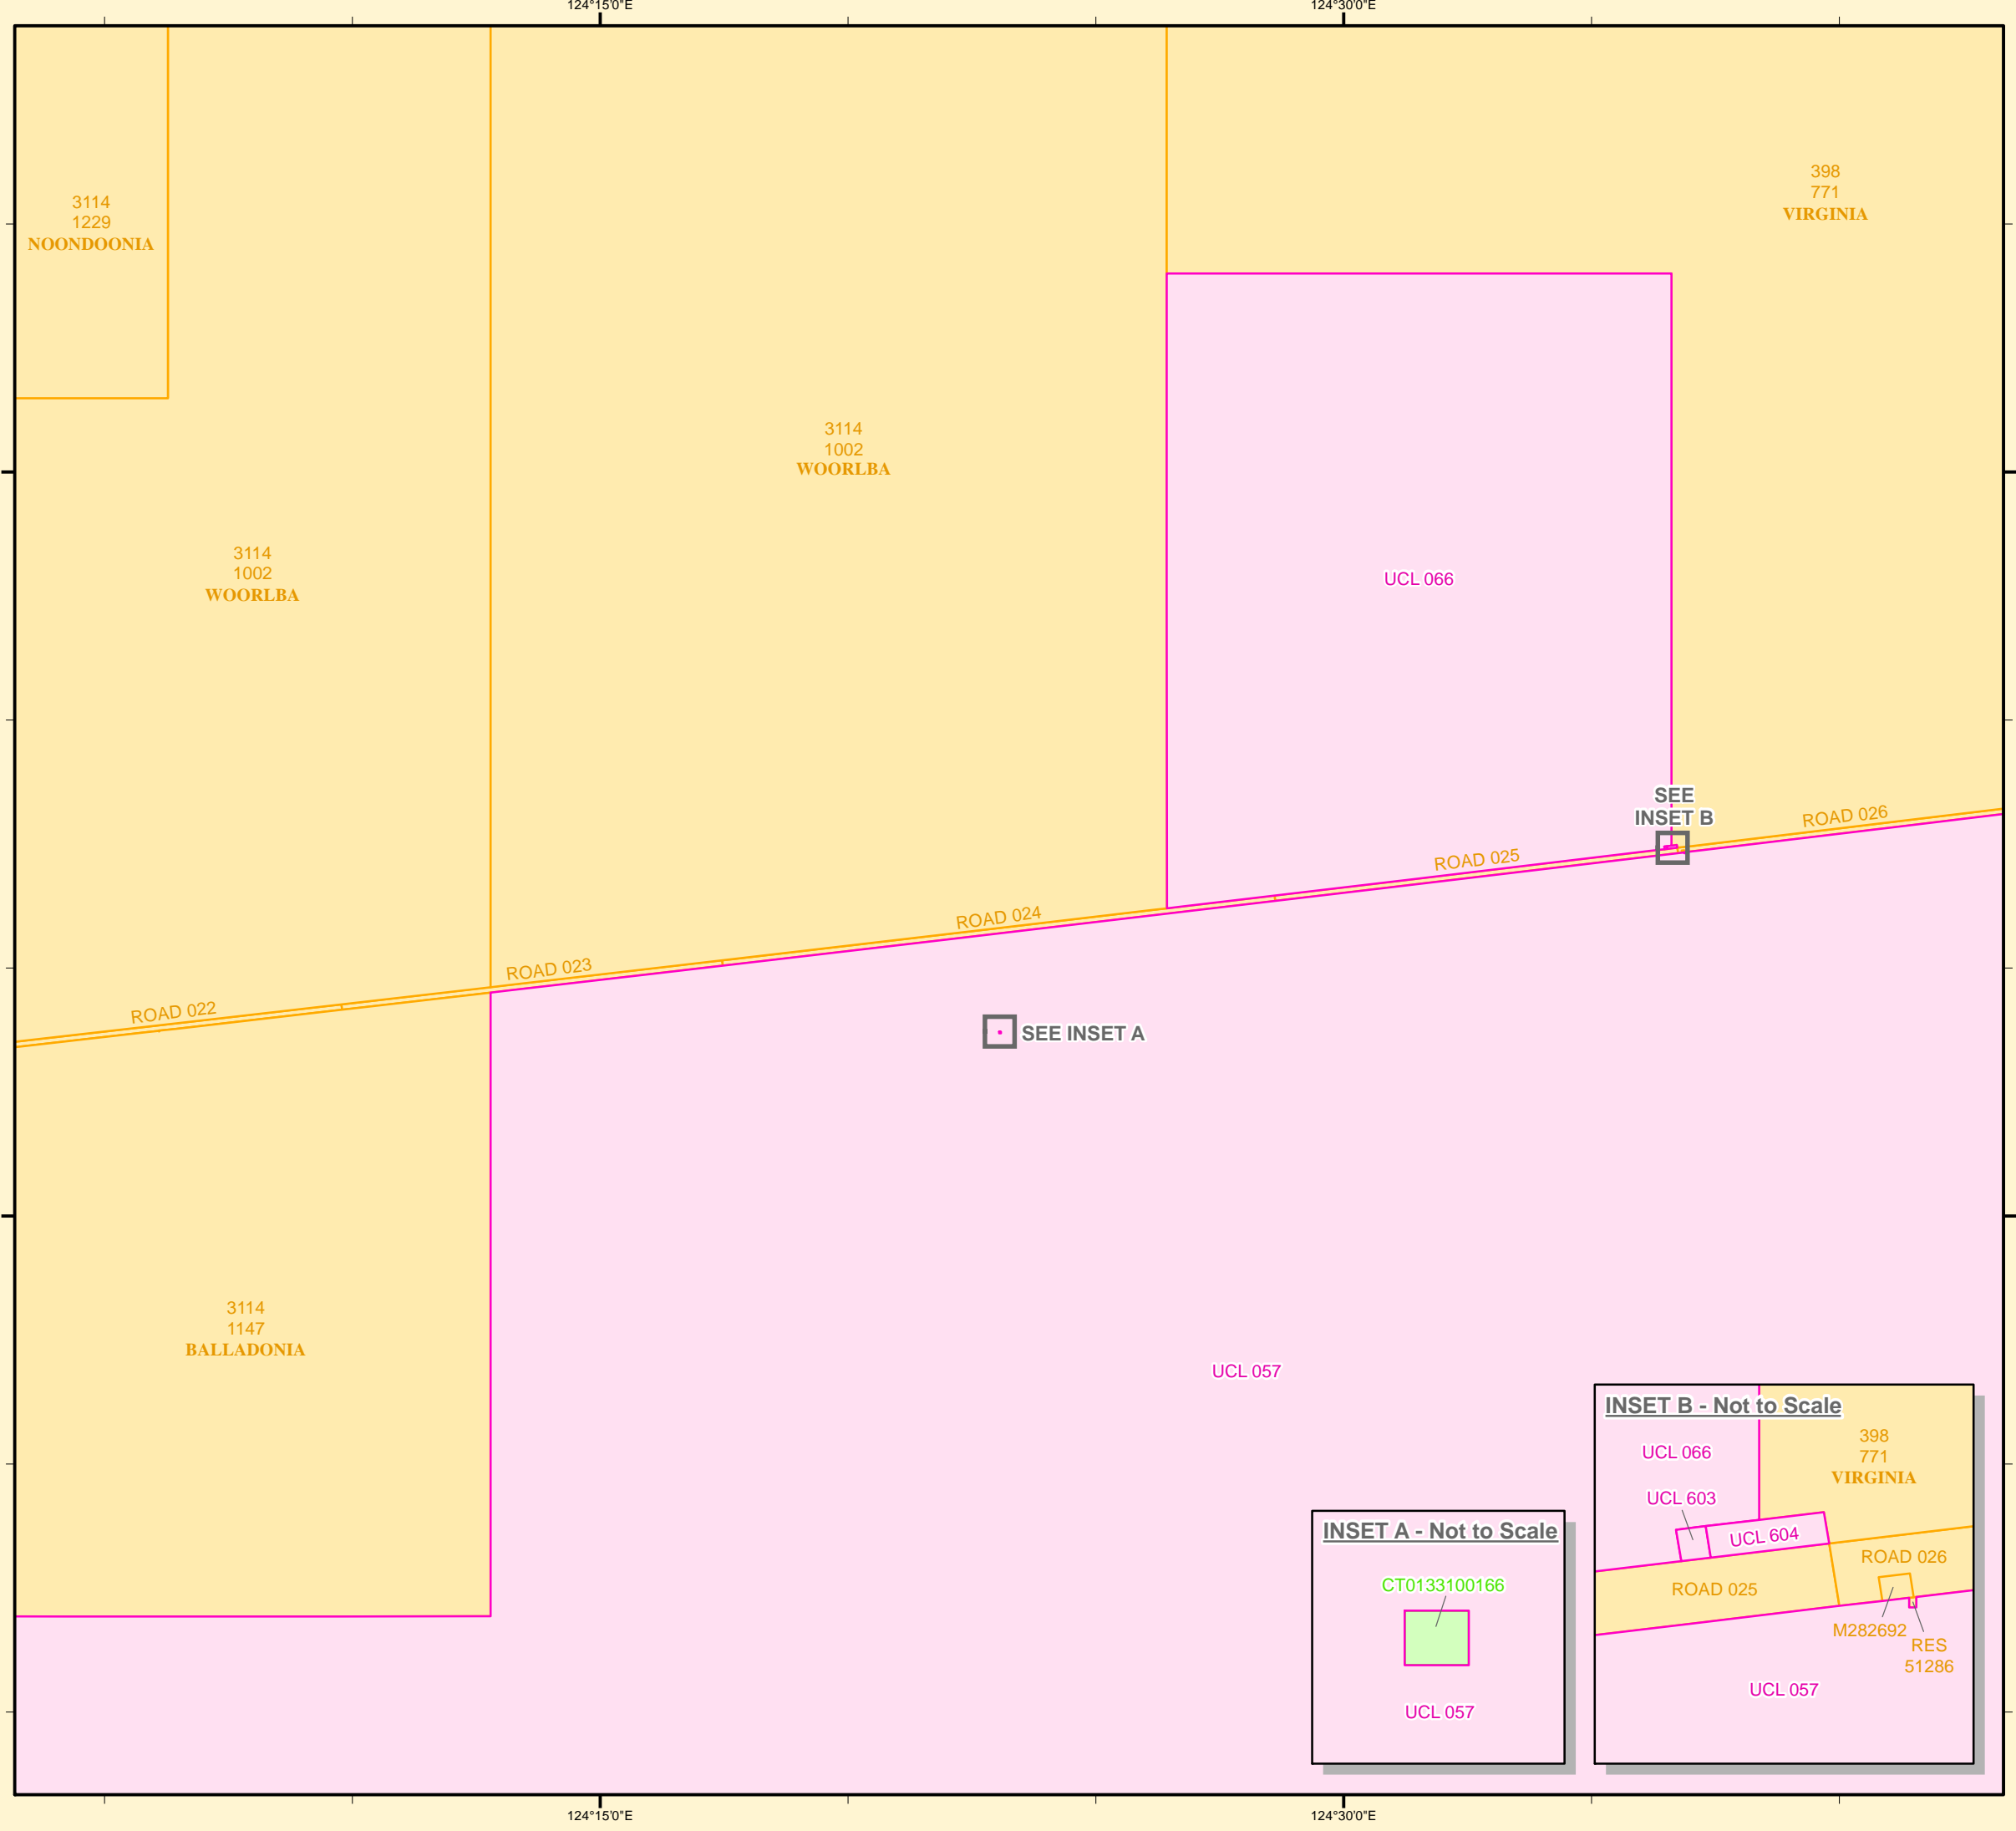 124°15'0"E
124°30'0"E
398
771
VIRGINIA
3114
1229
NOONDOONIA
3114
1002
WOORLBA
3114
1002
WOORLBA
UCL 066
SEE
INSET B
ROAD 026
ROAD 025
ROAD 024
ROAD 023
ROAD 022
SEE INSET A
3114
1147
BALLADONIA
UCL 057
INSET A - Not to Scale
CT0133100166
UCL 057
INSET B - Not to Scale
398
771
VIRGINIA
UCL 066
UCL 603
UCL 604
ROAD 026
ROAD 025
M282692
RES
51286
UCL 057
124°15'0"E
124°30'0"E